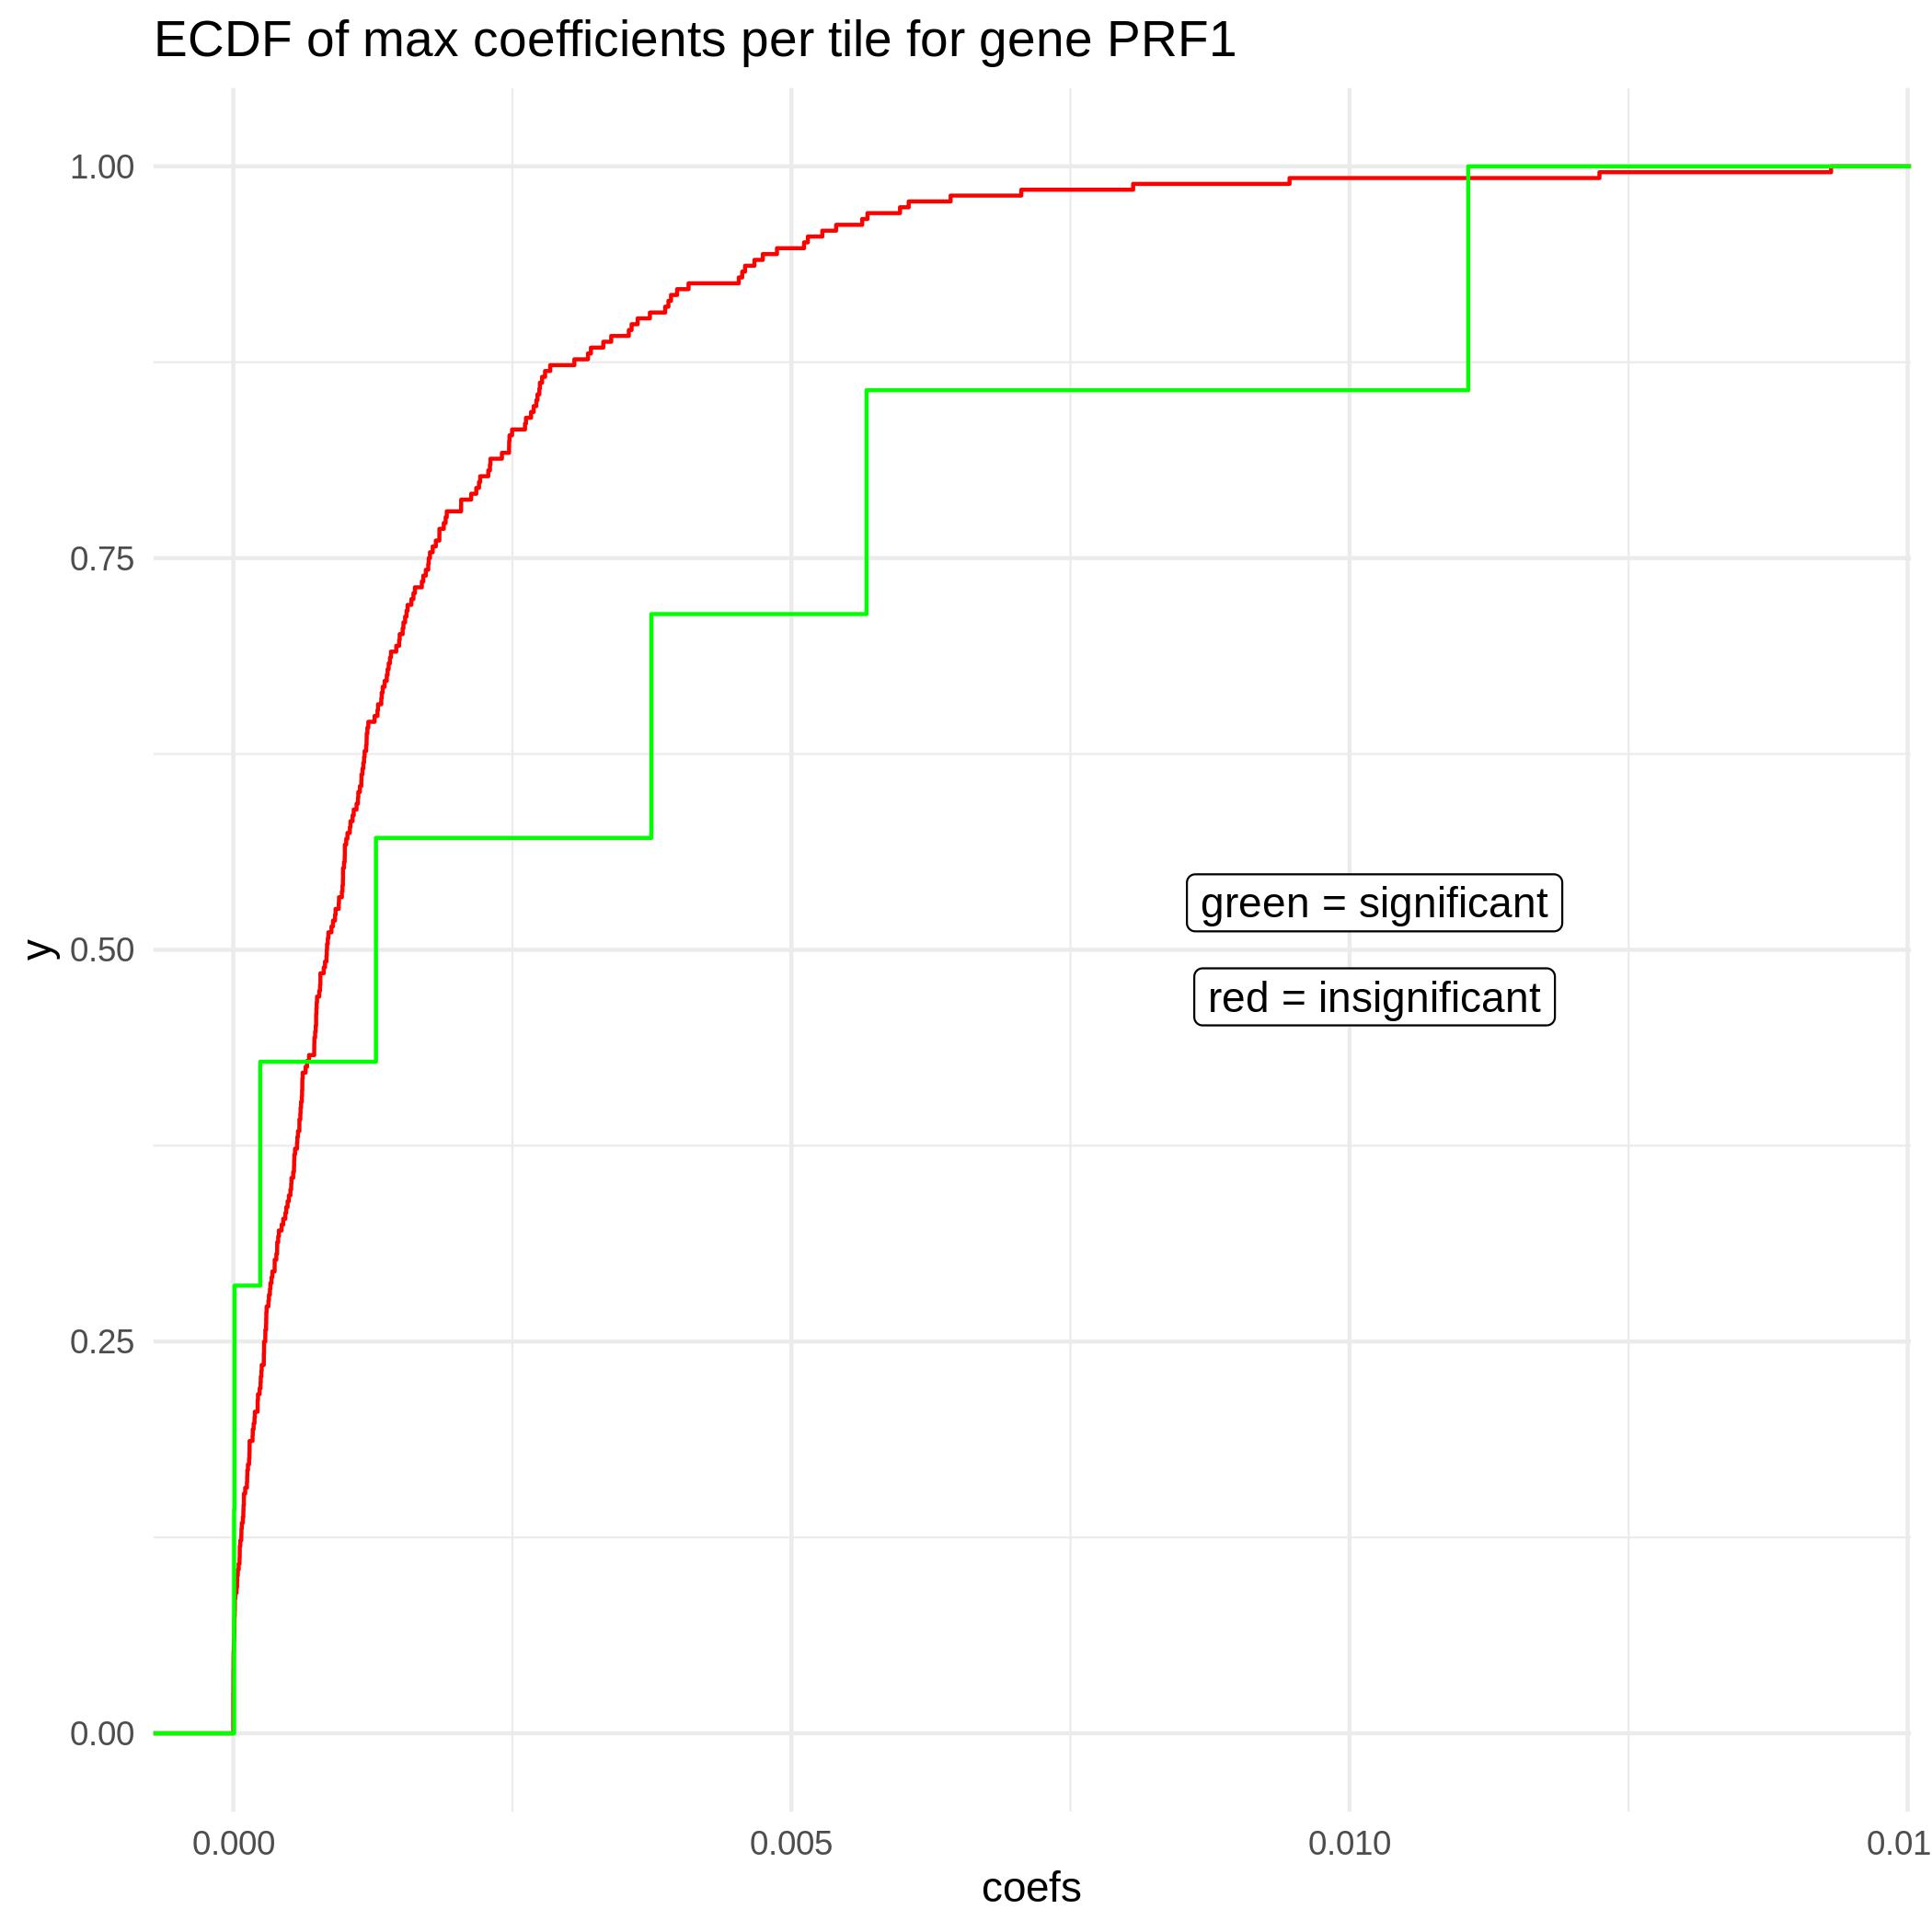 ECDF of max coefficients per tile for gene PRF1
1.00
0.75
0.50
0.25
0.00
y
green = significant
red = insignificant
0.000
0.005
0.010
0.01
coefs